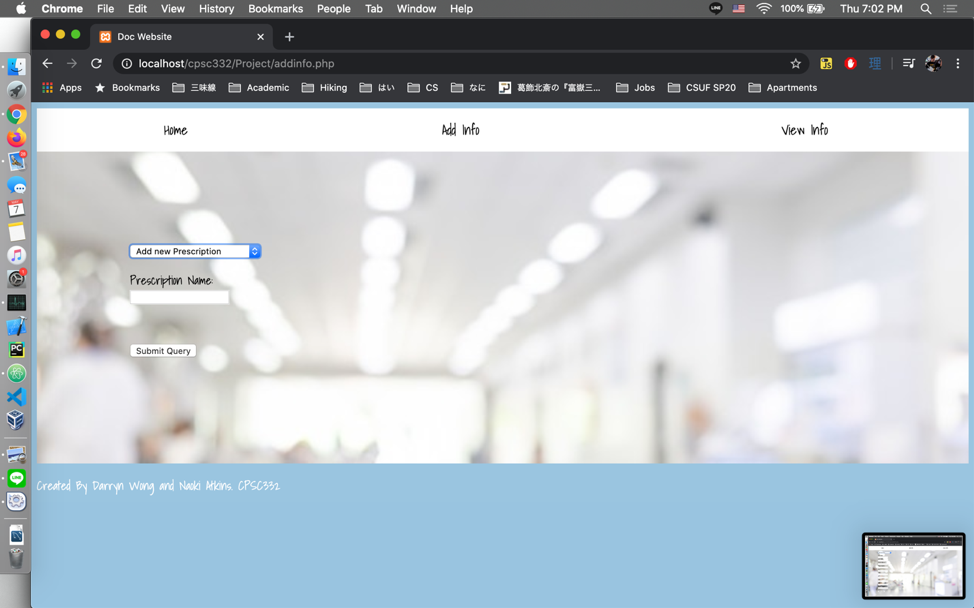 Chrome File Edit View History Bookmarks People Tab Window Help LINE 100% Thu 7:02 PM
Doc Website
localhost/cpsc332/Project/addinfo.php
Apps Bookmarks 三味線 Academic Hiking はい CS なに 葛飾北斎の『富嶽三... Jobs CSUF SP20 Apartments
Home Add Info View Info
Add new Prescription
Prescription Name:
Submit Query
Created By Darryn Wong and Naoki Atkins. CPSC332